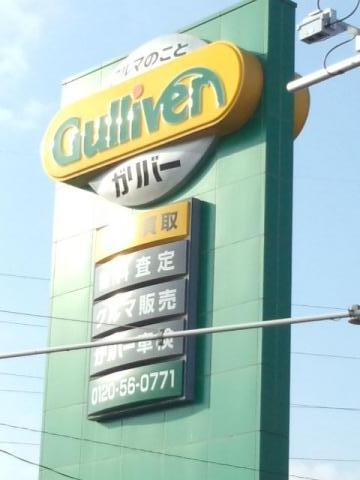 クルマのこと
Gulliver
ガリバー
買取
査定
クルマ販売
ガリバー車検
0120-56-0771